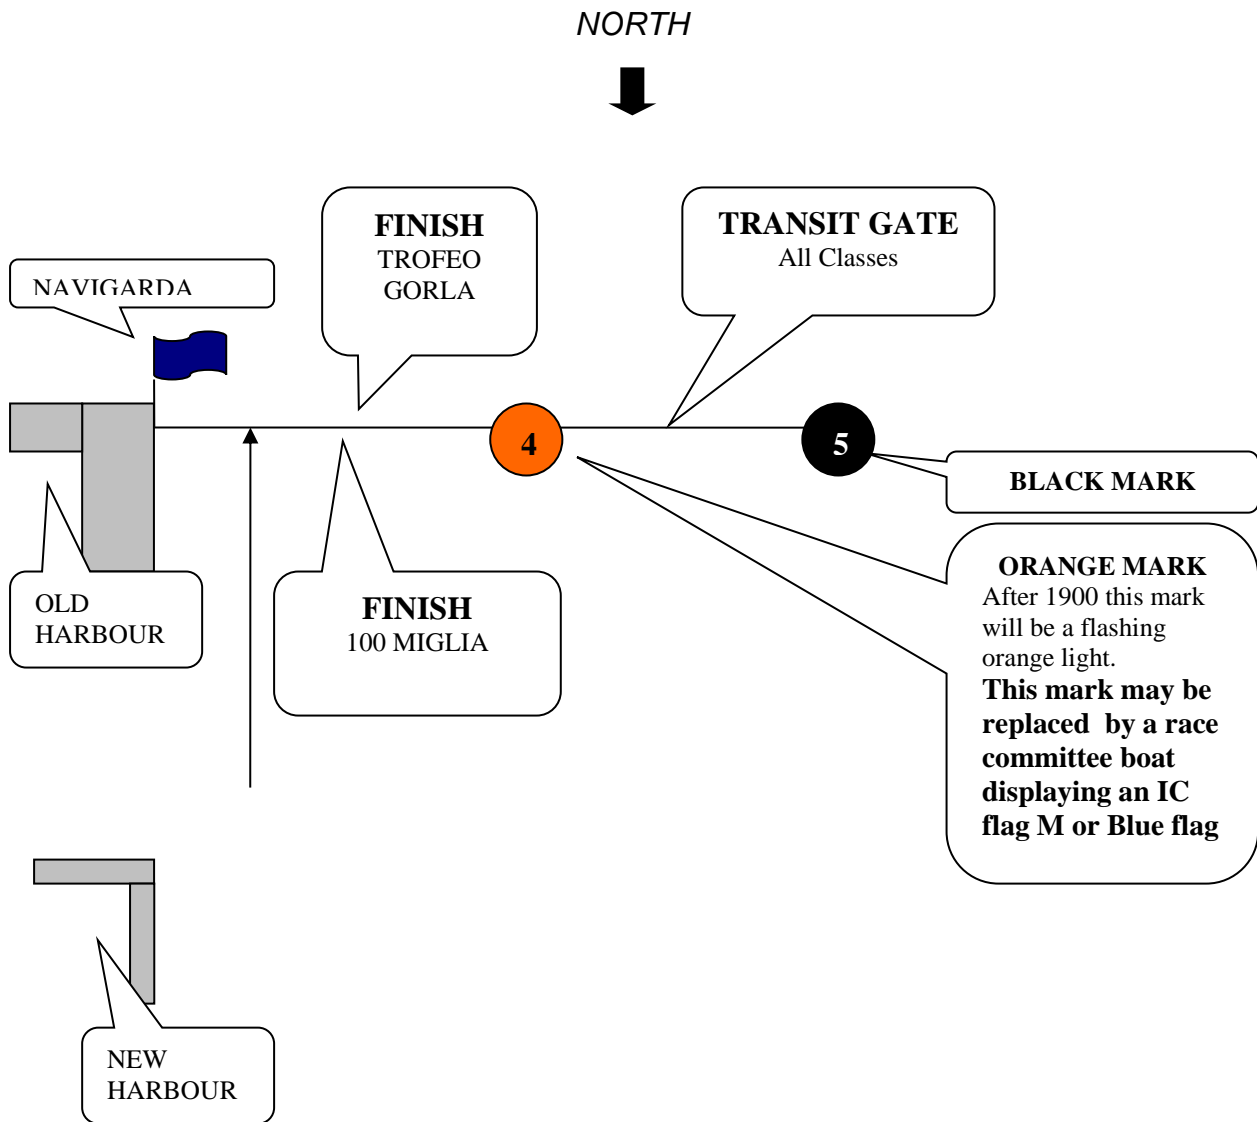 NORTH
FINISH
TROFEO
GORLA
TRANSIT GATE
All Classes
NAVIGARDA
4
5
BLACK MARK
ORANGE MARK
After 1900 this mark
will be a flashing
orange light.
This mark may be
replaced by a race
committee boat
displaying an IC
flag M or Blue flag
OLD
HARBOUR
FINISH
100 MIGLIA
NEW
HARBOUR